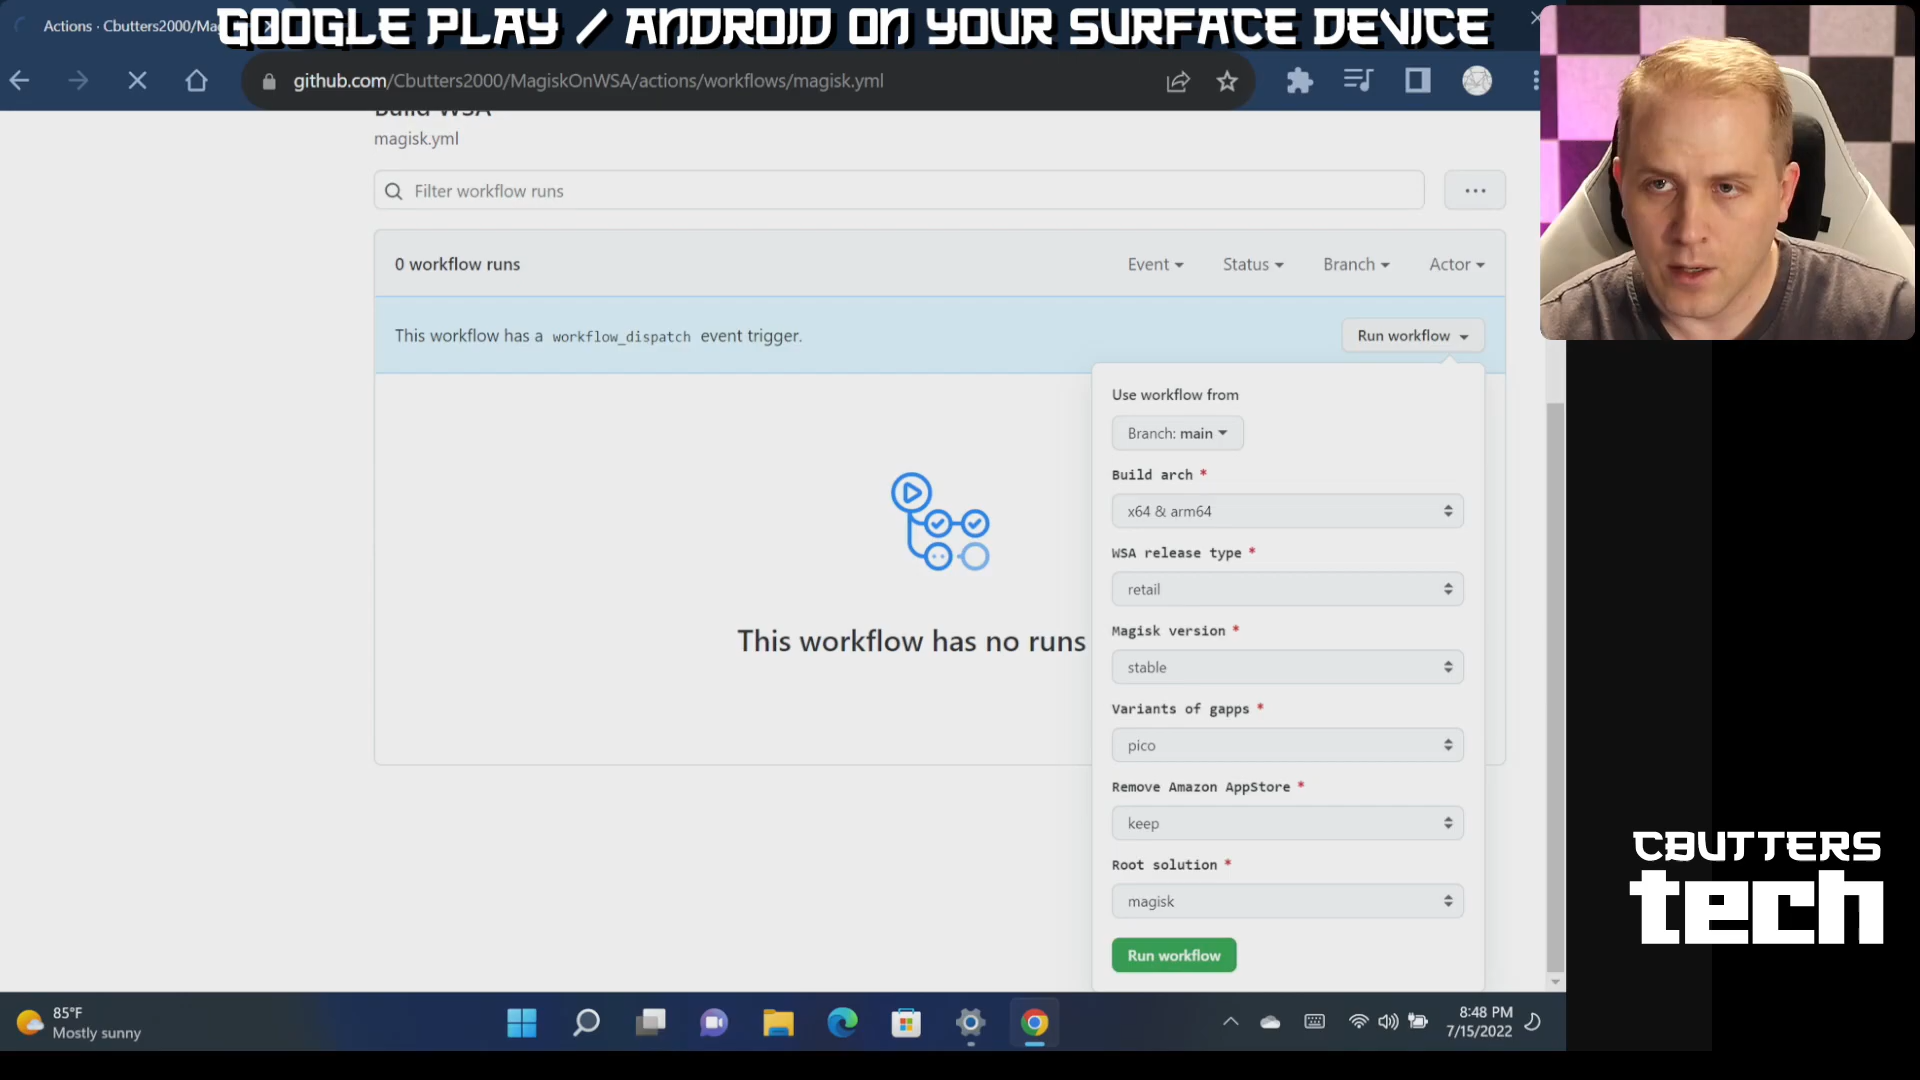 GOOGLE PLAY / ANDROID ON YOUR SURFACE DEVICE
Actions · Cbutters2000/Mag
github.com/Cbutters2000/MagiskOnWSA/actions/workflows/magisk.yml
Build WSA
magisk.yml
Filter workflow runs
0 workflow runs
Event
Status
Branch
Actor
This workflow has a workflow_dispatch event trigger.
Run workflow
Use workflow from
Branch: main
Build arch *
x64 & arm64
WSA release type *
retail
This workflow has no runs
Magisk version *
stable
Variants of gapps *
pico
Remove Amazon AppStore *
keep
Root solution *
magisk
Run workflow
CBUTTERS
tech
85°F
Mostly sunny
8:48 PM
7/15/2022